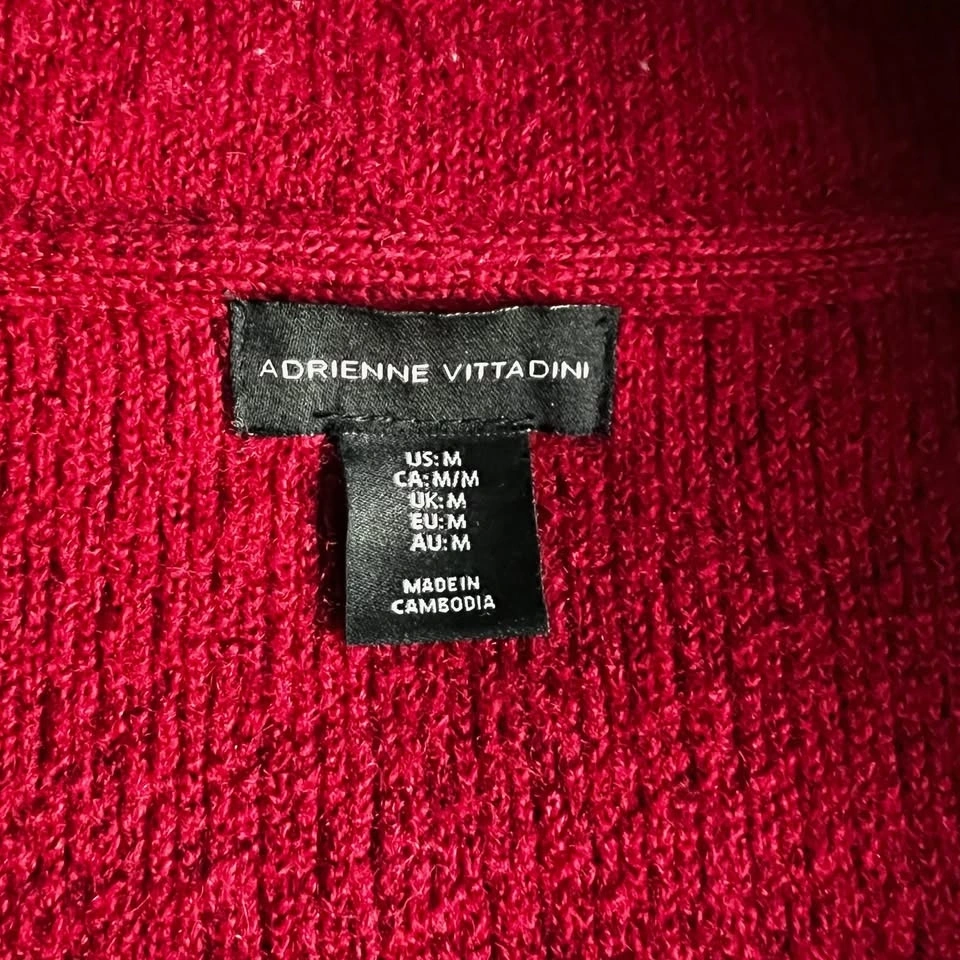 ADRIENNE VITTADINI
US: M
CA: M/M
UK: M
EU: M
AU: M
MADE IN
CAMBODIA